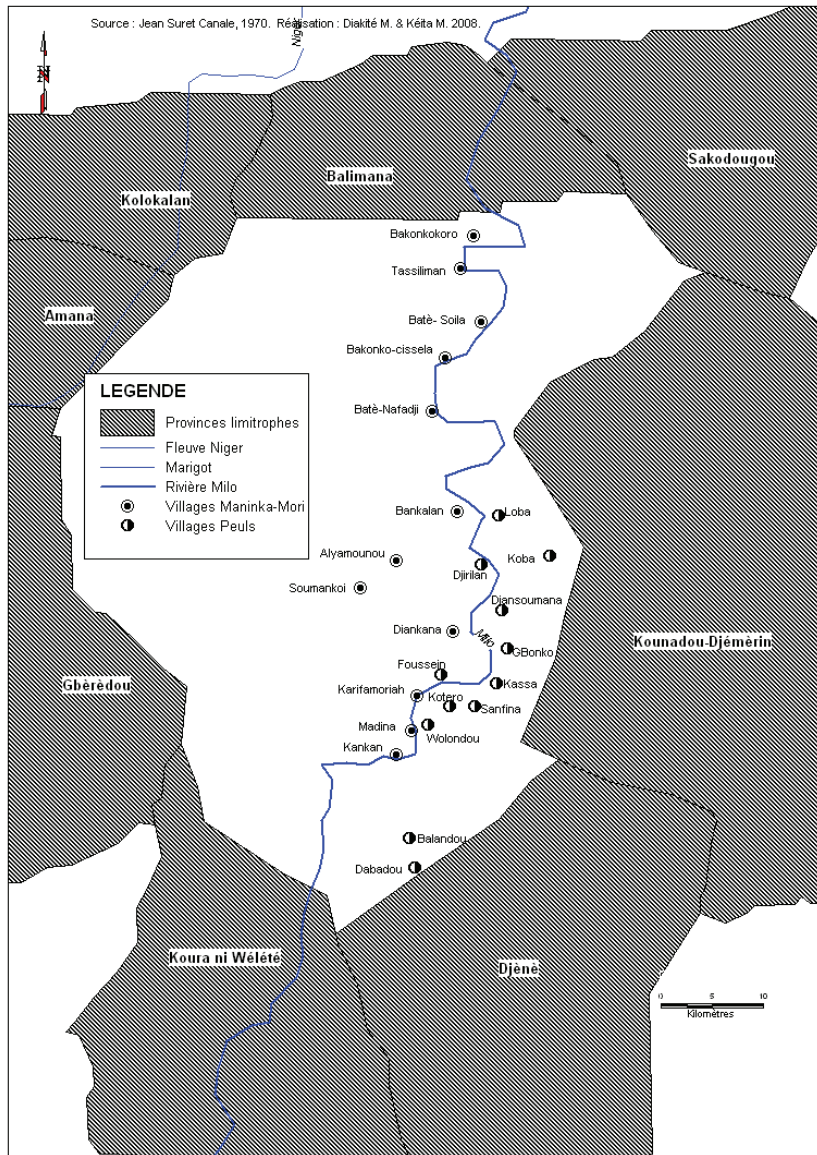 Source : Jean Suret Canale, 1970. Réalisation : Diakité M. & Kéita M. 2008.
Niger
N
Sakodougou
Balimana
Kolokalan
Bakonkokoro
Tassiliman
Amana
Batè- Soila
Bakonko-cissela
LEGENDE
Provinces limitrophes
Fleuve Niger
Marigot
Rivière Milo
Villages Maninka-Mori
Villages Peuls
Batè-Nafadji
Bankalan
Loba
Alyamounou
Koba
Djirilan
Soumankoi
Diansoumana
Diankana
Milo
Kounadou-Djémèrin
GBonko
Foussein
Gbèrèdou
Kassa
Karifamoriah
Kotero
Sanfina
Madina
Wolondou
Kankan
Balandou
Dabadou
Koura ni Wélété
Djènè
0 5 10
Kilomètres